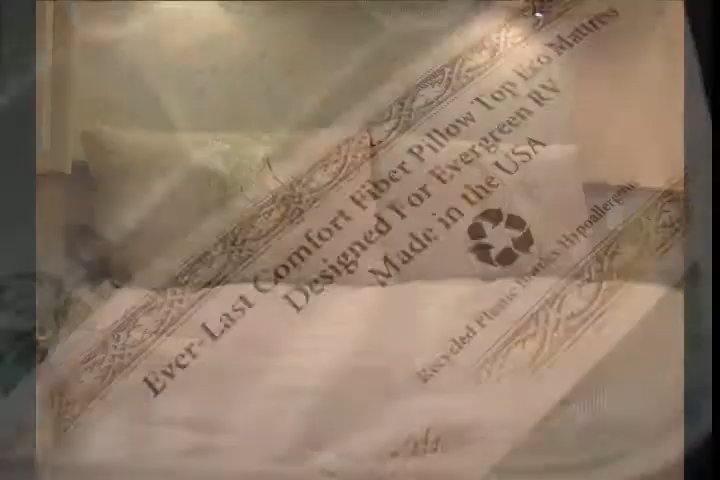 Ever-Last Comfort Fiber Pillow Top Eco Mattress
Designed For Evergreen RV
Made in the USA
Recycled Plastic Bottles Hypoallergenic